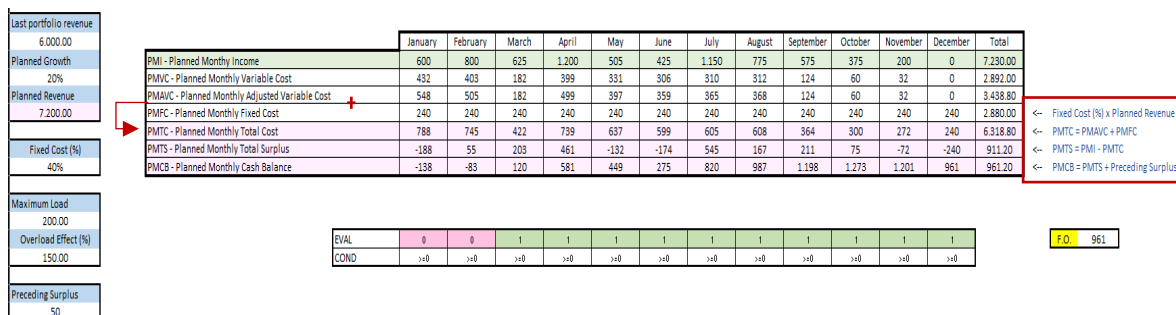 Last portfolio revenue
6.000.00
Planned Growth
20%
Planned Revenue
7.200.00
Fixed Cost (%)
40%
Maximum Load
200.00
Overload Effect (%)
150.00
Preceding Surplus
50
January February March April May June July August September October November December Total
PMI - Planned Monthy Income 600 800 625 1.200 505 425 1.150 775 575 375 200 0 7.230.00
PMVC - Planned Monthly Variable Cost 432 403 182 399 331 306 310 312 124 60 32 0 2.892.00
PMAVC - Planned Monthly Adjusted Variable Cost 548 505 182 499 397 359 365 368 124 60 32 0 3.438.80
PMFC - Planned Monthly Fixed Cost 240 240 240 240 240 240 240 240 240 240 240 240 2.880.00
PMTC - Planned Monthly Total Cost 788 745 422 739 637 599 605 608 364 300 272 240 6.318.80
PMTS - Planned Monthly Total Surplus -188 55 203 461 -132 -174 545 167 211 75 -72 -240 911.20
PMCB - Planned Monthly Cash Balance -138 -83 120 581 449 275 820 987 1.198 1.273 1.201 961 961.20
<-- Fixed Cost (%) x Planned Revenue
<-- PMTC = PMAVC + PMFC
<-- PMTS = PMI - PMTC
<-- PMCB = PMTS + Preceding Surplus
EVAL 0 0 1 1 1 1 1 1 1 1 1 1
COND >=0 >=0 >=0 >=0 >=0 >=0 >=0 >=0 >=0 >=0 >=0 >=0
F.O. 961